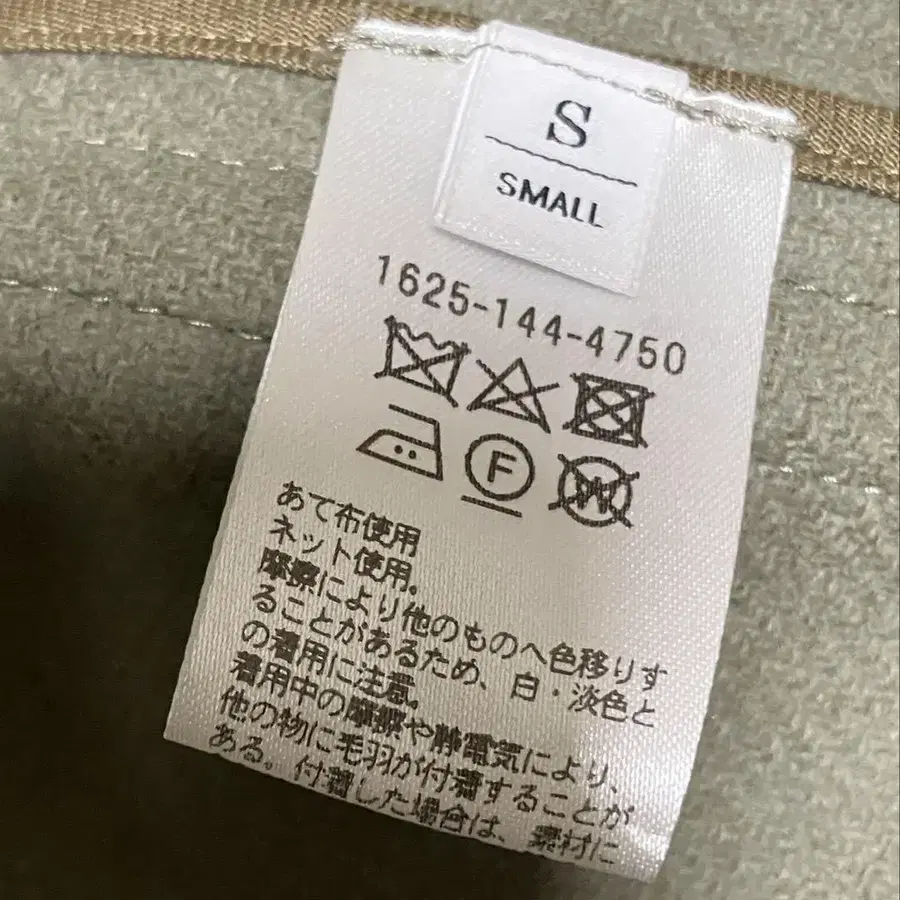 S
SMALL
1625-144-4750
F
W
あて布使用
ネット使用。
摩擦により他のものへ色移りす
ることがあるため、白・淡色と
の着用に注意。
着用中の摩擦や静電気により、
他の物に毛羽が付着することが
ある。付着した場合は、素材に